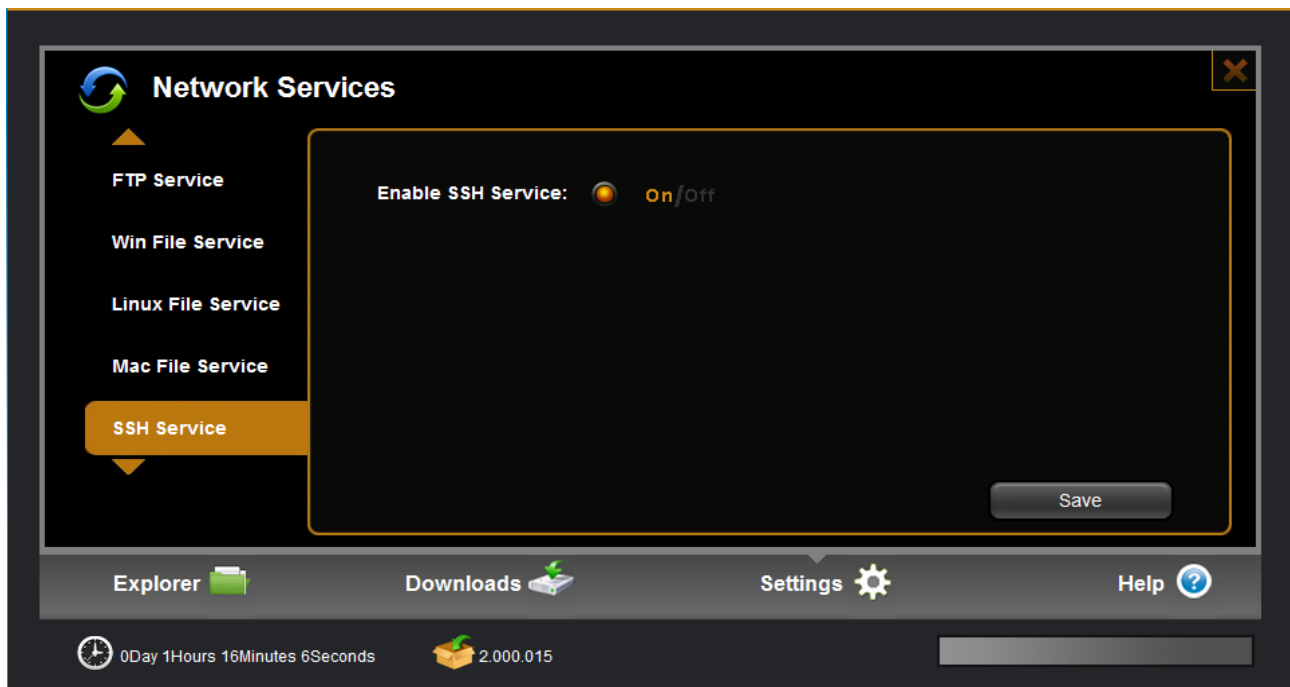 Network Services
FTP Service
Win File Service
Linux File Service
Mac File Service
SSH Service
Enable SSH Service: On/Off
Save
Explorer
Downloads
Settings
Help ?
0Day 1Hours 16Minutes 6Seconds
2.000.015